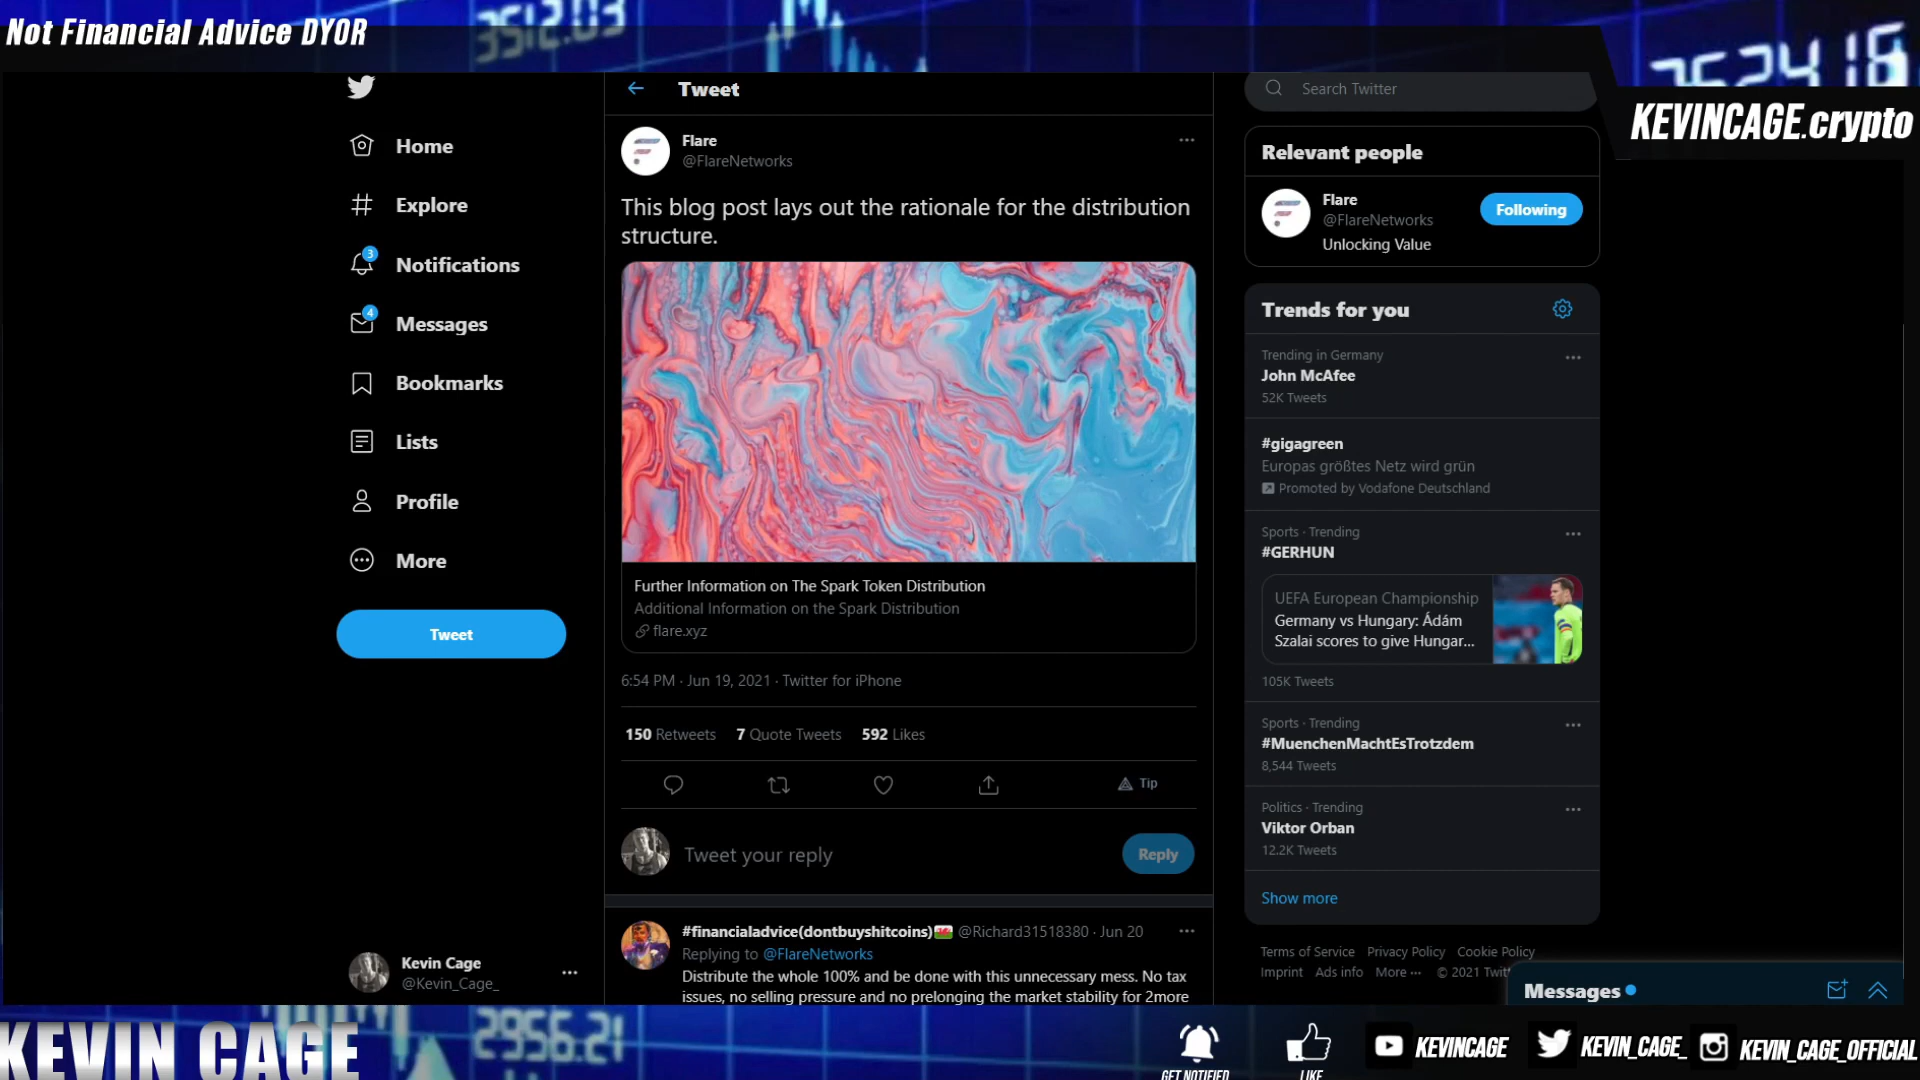 Not Financial Advice DYOR
3512.03
KEVINCAGE.crypto
Home
Explore
3
Notifications
4
Messages
Bookmarks
Lists
Profile
More
Tweet
Kevin Cage
@Kevin_Cage_
Tweet
Flare
@FlareNetworks
This blog post lays out the rationale for the distribution
structure.
Further Information on The Spark Token Distribution
Additional Information on the Spark Distribution
flare.xyz
6:54 PM · Jun 19, 2021 · Twitter for iPhone
150 Retweets 7 Quote Tweets 592 Likes
Tip
Tweet your reply
Reply
#financialadvice(dontbuyshitcoins) @Richard31518380 · Jun 20
Replying to @FlareNetworks
Distribute the whole 100% and be done with this unnecessary mess. No tax
issues, no selling pressure and no prelonging the market stability for 2more
Search Twitter
Relevant people
Flare
@FlareNetworks
Following
Unlocking Value
Trends for you
Trending in Germany
John McAfee
52K Tweets
#gigagreen
Europas größtes Netz wird grün
Promoted by Vodafone Deutschland
Sports · Trending
#GERHUN
UEFA European Championship
Germany vs Hungary: Ádám
Szalai scores to give Hungar...
105K Tweets
Sports · Trending
#MuenchenMachtEsTrotzdem
8,544 Tweets
Politics · Trending
Viktor Orban
12.2K Tweets
Show more
Terms of Service Privacy Policy Cookie Policy
Imprint Ads info More ··· © 2021 Twit
Messages
KEVIN CAGE
2956.21
GET NOTIFIED
LIKE
KEVINCAGE
KEVIN_CAGE_
KEVIN_CAGE_OFFICIAL